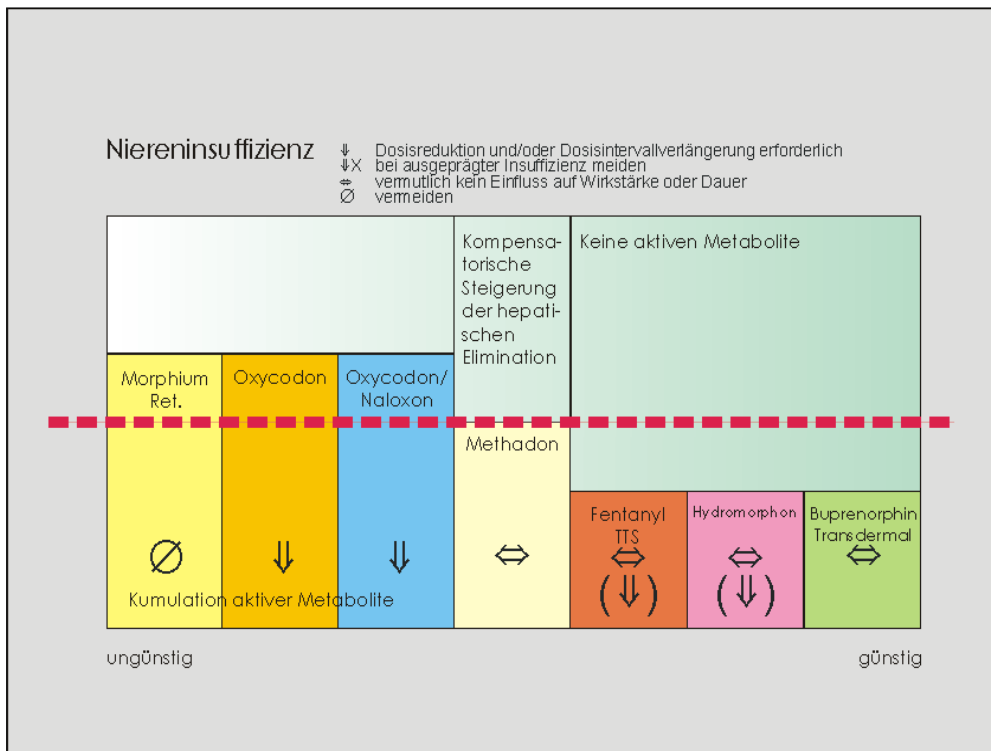 Niereninsuffizienz
⇓ Dosisreduktion und/oder Dosisintervallverlängerung erforderlich
⇓X bei ausgeprägter Insuffizienz meiden
⇔ vermutlich kein Einfluss auf Wirkstärke oder Dauer
Ø vermeiden
Kompensa-
torische
Steigerung
der hepati-
schen
Elimination
Keine aktiven Metabolite
Morphium
Ret.
Oxycodon
Oxycodon/
Naloxon
Methadon
Fentanyl
TTS
Hydromorphon
Buprenorphin
Transdermal
Ø ⇓ ⇓ ⇔ ⇔ ⇔ ⇔
(⇓) (⇓)
Kumulation aktiver Metabolite
ungünstig
günstig